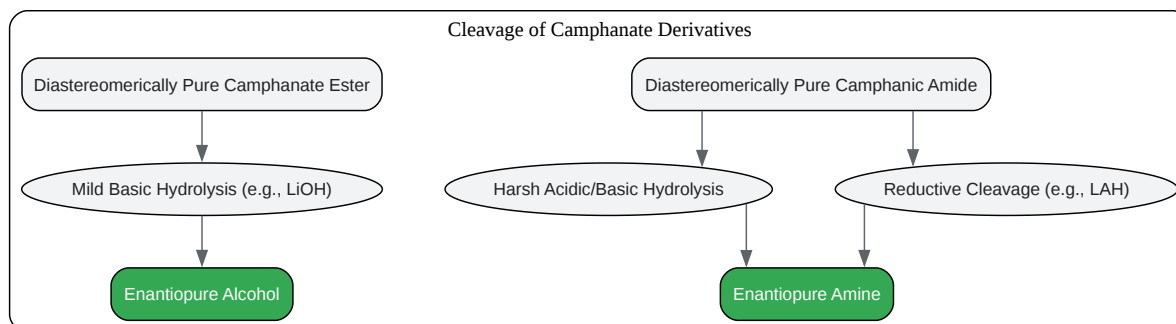 Cleavage of Camphanate Derivatives
Diastereomerically Pure Camphanate Ester
Diastereomerically Pure Camphanic Amide
Mild Basic Hydrolysis (e.g., LiOH)
Harsh Acidic/Basic Hydrolysis
Reductive Cleavage (e.g., LAH)
Enantiopure Alcohol
Enantiopure Amine